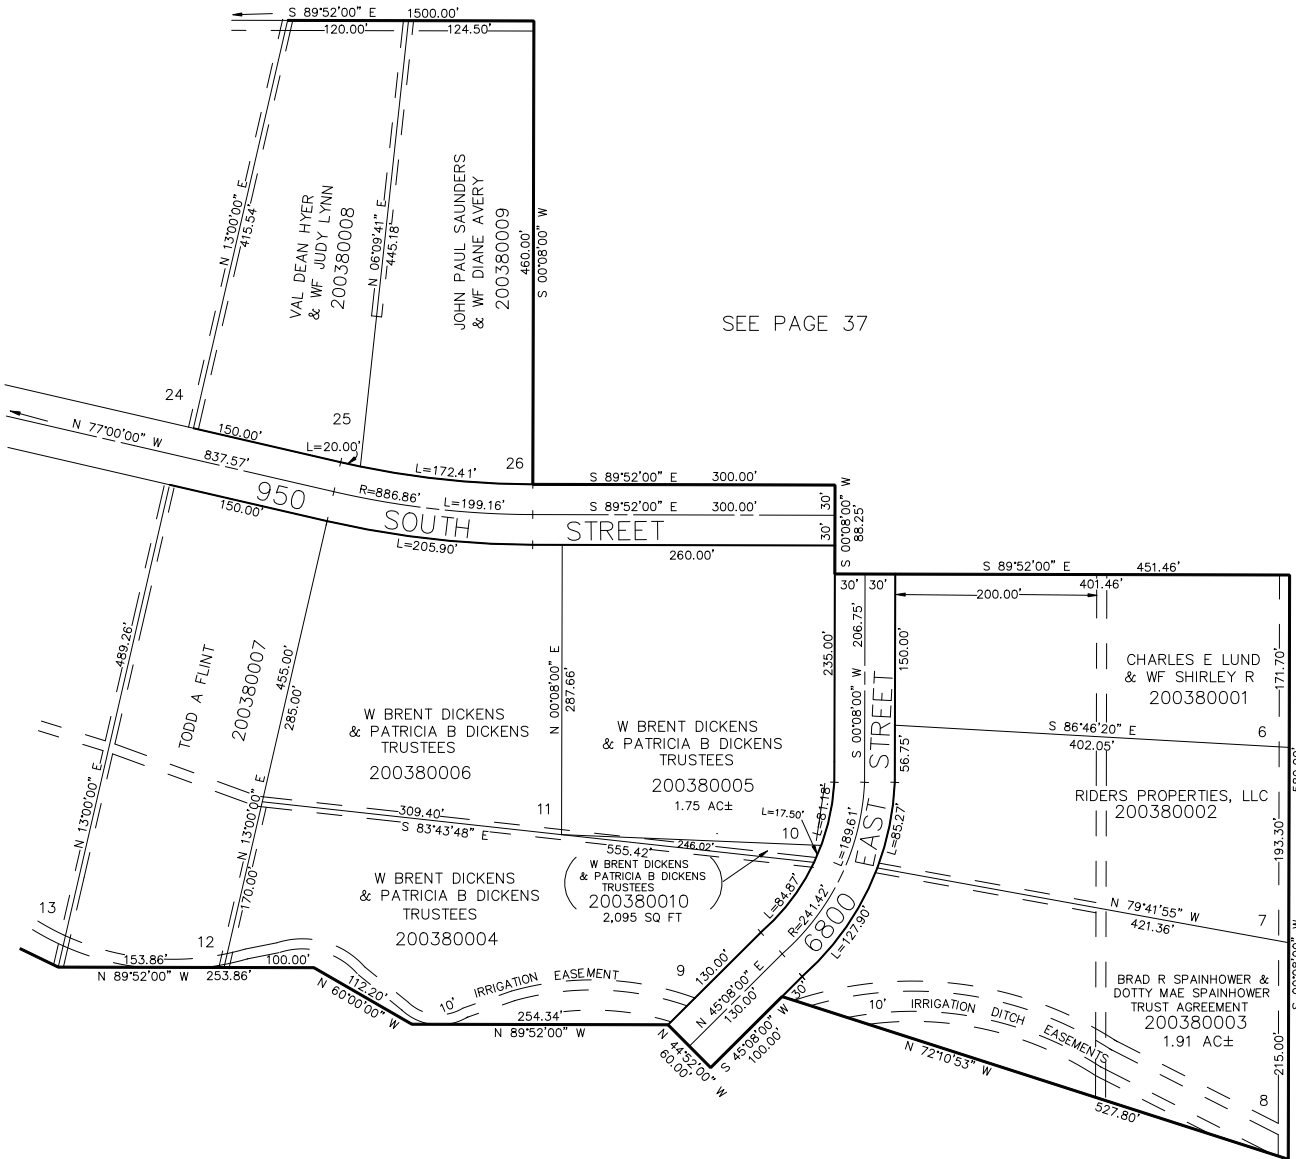 S 89°52'00" E 1500.00'
120.00' 124.50'
N 13°00'00" E
415.54'
VAL DEAN HYER
& WF JUDY LYNN
200380008
N 06°09'41" E
445.18'
JOHN PAUL SAUNDERS
& WF DIANE AVERY
200380009
460.00'
S 00°08'00" W
SEE PAGE 37
24
25
26
N 77°00'00" W
837.57'
150.00'
L=20.00'
L=172.41'
R=886.86'
L=199.16'
S 89°52'00" E 300.00'
S 89°52'00" E 300.00'
30'
30'
S 00°08'00" W
88.25'
950 SOUTH STREET
150.00'
L=205.90'
260.00'
S 89°52'00" E 451.46'
401.46'
30' 30'
200.00'
489.26'
N 13°00'00" E
TODD A FLINT
200380007
455.00'
285.00'
N 13°00'00" E
170.00'
W BRENT DICKENS
& PATRICIA B DICKENS
TRUSTEES
200380006
N 00°08'00" E
287.66'
W BRENT DICKENS
& PATRICIA B DICKENS
TRUSTEES
200380005
1.75 AC±
235.00'
206.75'
S 00°08'00" W
150.00'
56.75'
6800 EAST STREET
CHARLES E LUND
& WF SHIRLEY R
200380001
171.70'
S 86°46'20" E
402.05'
6
RIDERS PROPERTIES, LLC
200380002
193.30'
309.40'
S 83°43'48" E
11
10
L=17.50'
L=81.18'
L=189.61'
L=85.27'
555.42'
246.02'
W BRENT DICKENS
& PATRICIA B DICKENS
TRUSTEES
200380010
2,095 SQ FT
W BRENT DICKENS
& PATRICIA B DICKENS
TRUSTEES
200380004
L=84.87'
R=241.42'
L=127.90'
N 79°41'55" W
421.36'
7
13
12
153.86'
100.00'
N 89°52'00" W 253.86'
112.20'
N 60°00'00" W
10' IRRIGATION EASEMENT
9
254.34'
N 89°52'00" W
130.00'
N 45°08'00" E
130.00'
30'
N 44°52'00" W
60.00'
S 45°08'00" W
100.00'
10' IRRIGATION DITCH EASEMENTS
BRAD R SPAINHOWER &
DOTTY MAE SPAINHOWER
TRUST AGREEMENT
200380003
1.91 AC±
S 00°08'00" W
215.00'
N 72°10'53" W
527.80'
8